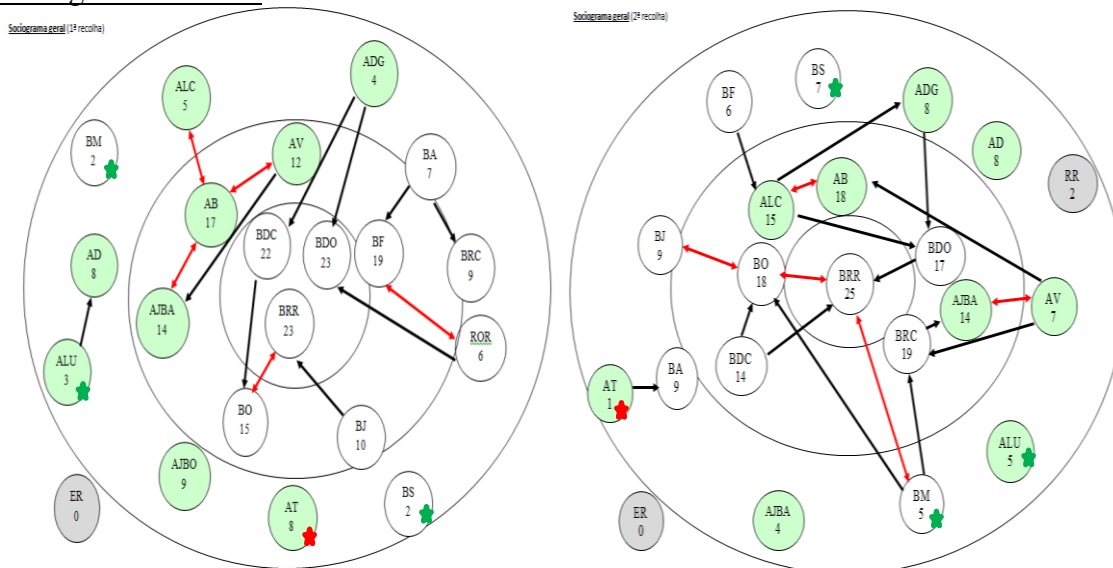 Sociograma geral (1ª recolha)
ADG
4
ALC
5
AV
12
BM
2
BA
7
AB
17
BDC
22
BDO
23
BF
19
BRC
9
AD
8
AJBA
14
BRR
23
ROR
6
ALU
3
BO
15
BJ
10
AJBO
9
ER
0
AT
8
BS
2
Sociograma geral (2ª recolha)
BS
7
BF
6
ADG
8
AD
8
RR
2
AB
18
ALC
15
BJ
9
BO
18
BRR
25
BDO
17
AJBA
14
AV
7
BRC
19
BDC
14
BA
9
AT
1
ALU
5
BM
5
ER
0
AJBA
4